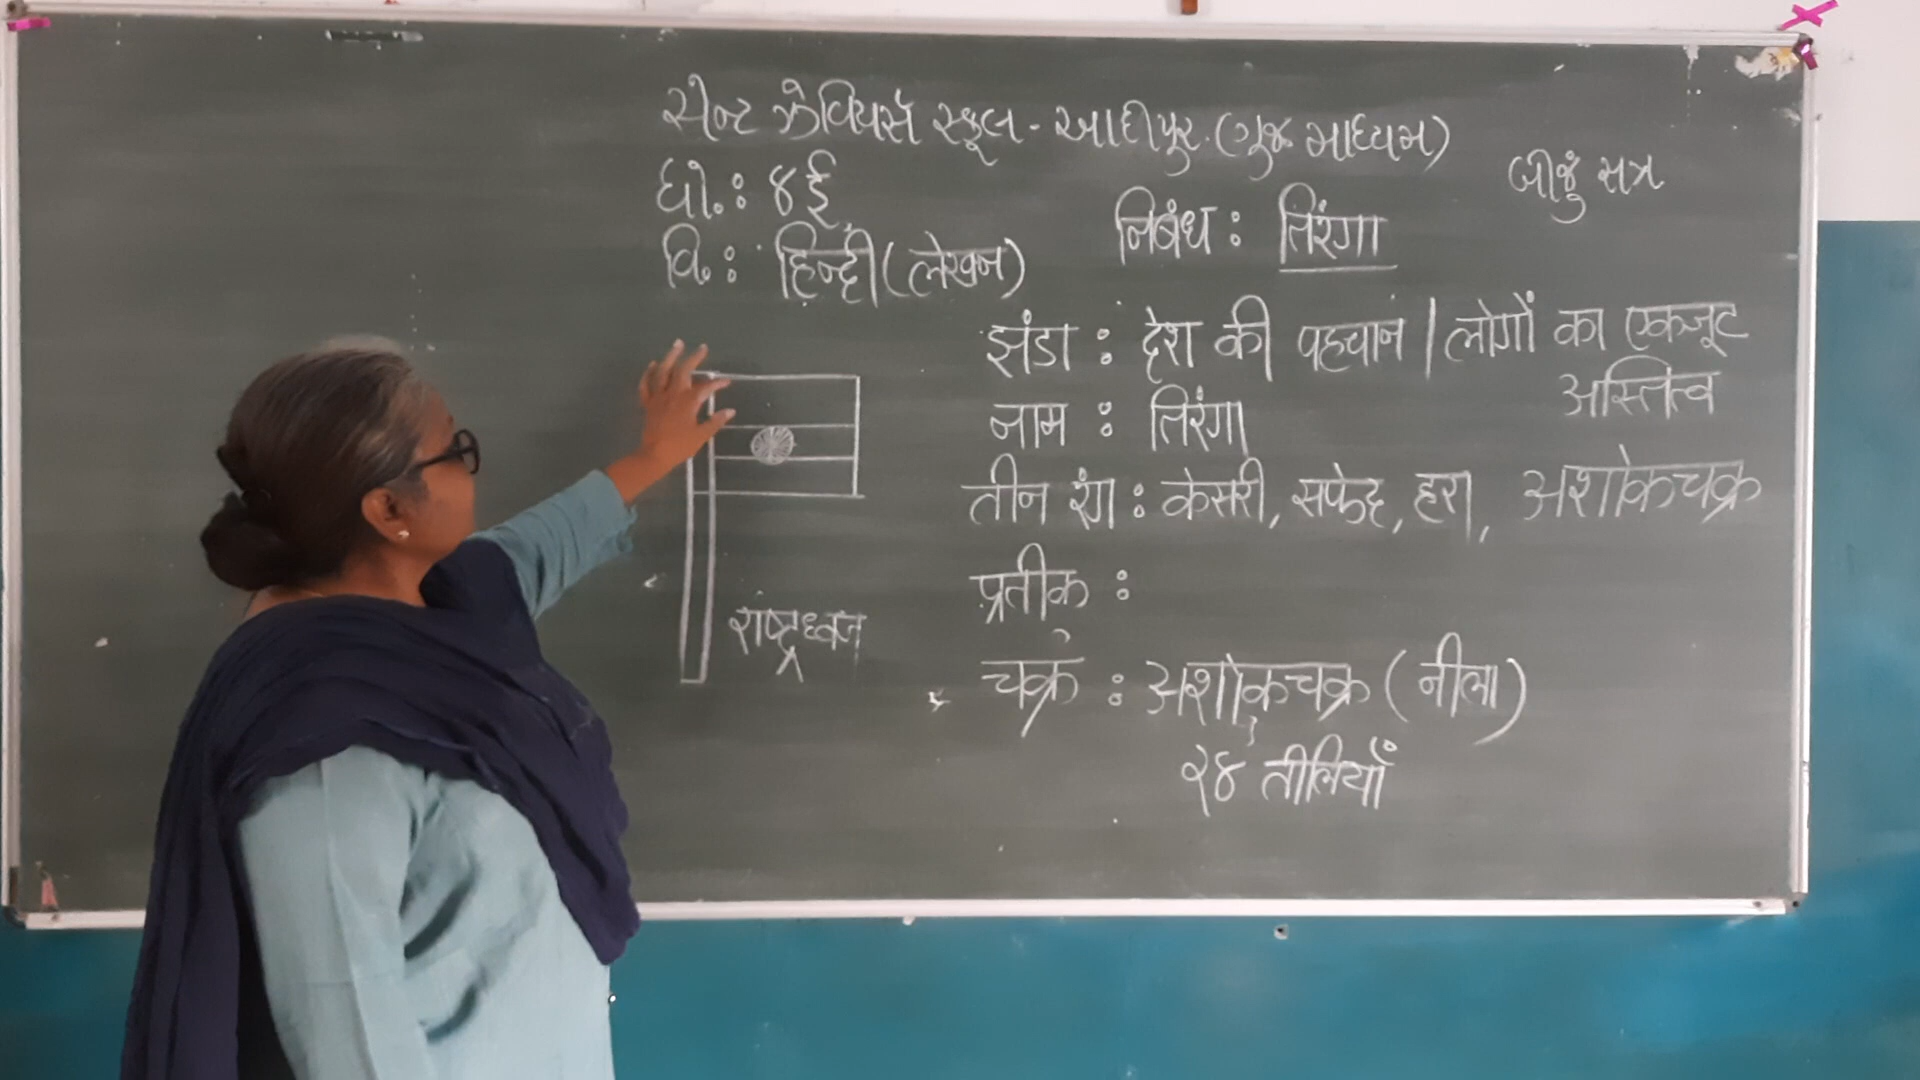 સેન્ટ ઝેવિયર્સ સ્કૂલ - આદીપુર. (ગુજ માધ્યમ)
બીજું સત્ર
ધો.: ૪ ઈ
નિબંધ : तिरंगा
વિ.: हिन्दी (लेखन)
झंडा : देश की पहचान | लोगों का एकजूट
अस्तित्व
नाम : तिरंगा
तीन रंग : केसरी, सफेद, हरा, अशोकचक्र
प्रतीक :
राष्ट्रध्वज
चक्र : अशोकचक्र (नीला)
२४ तीलियाँ